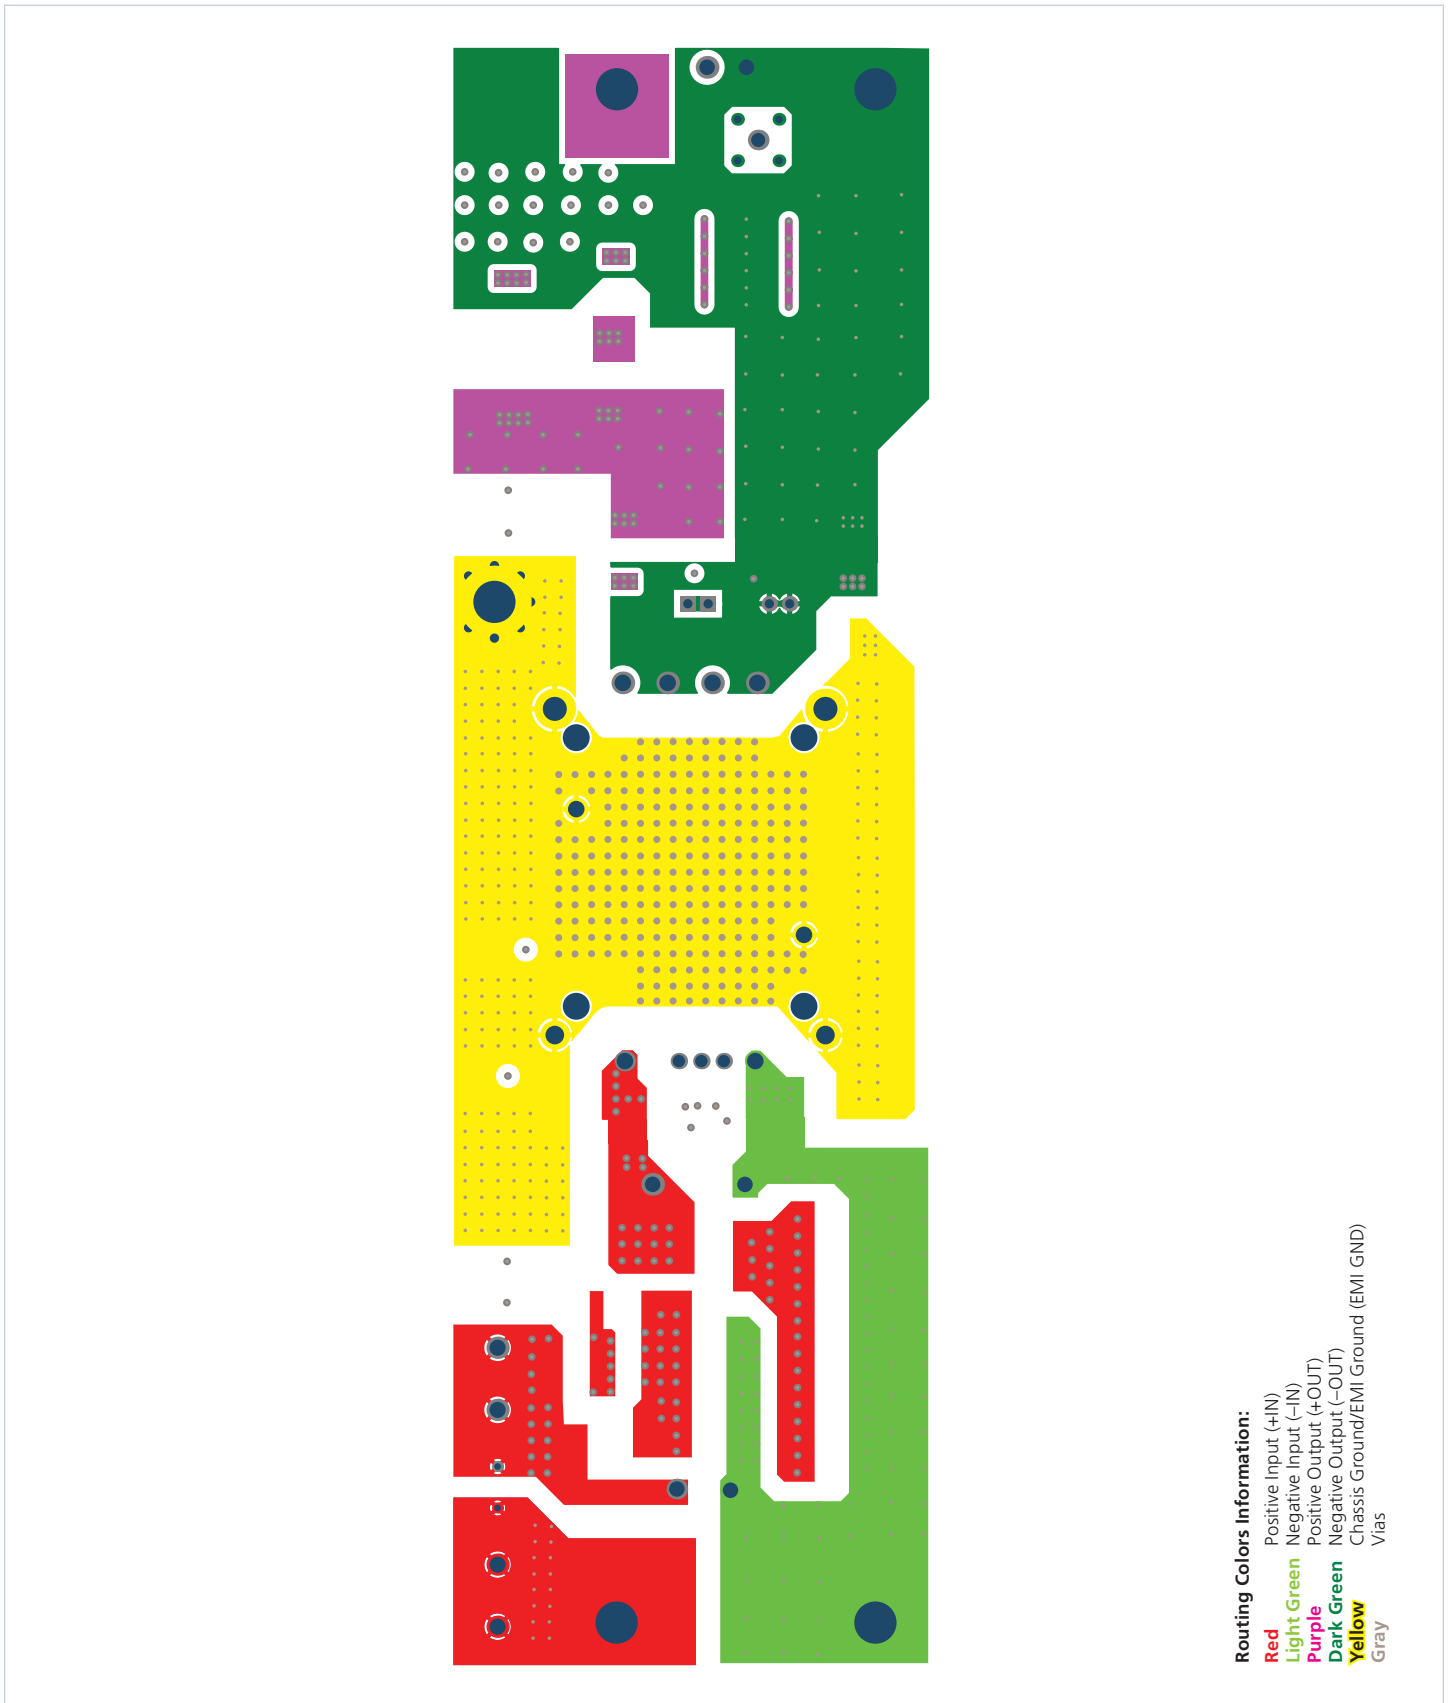 Routing Colors Information:
Red Positive Input (+IN)
Light Green Negative Input (–IN)
Purple Positive Output (+OUT)
Dark Green Negative Output (–OUT)
Yellow Chassis Ground/EMI Ground (EMI GND)
Gray Vias